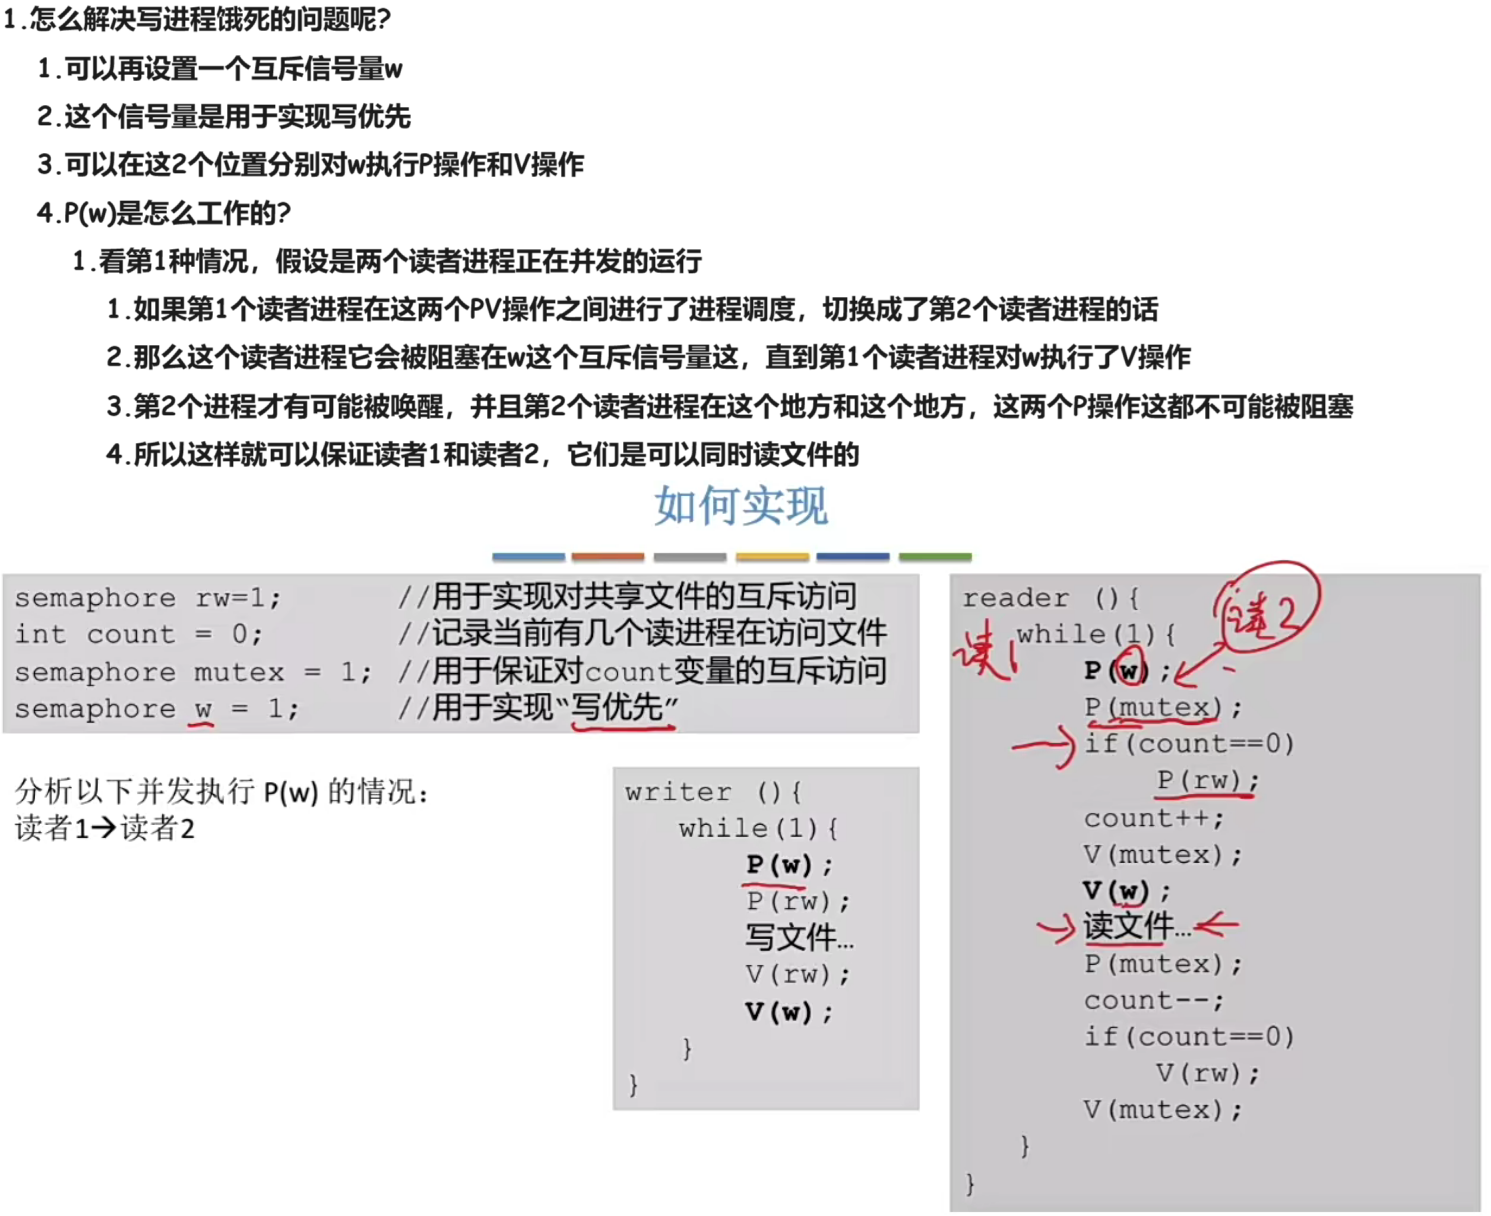 1.怎么解决写进程饿死的问题呢?
1.可以再设置一个互斥信号量w
2.这个信号量是用于实现写优先
3.可以在这2个位置分别对w执行P操作和V操作
4.P(w)是怎么工作的?
1.看第1种情况，假设是两个读者进程正在并发的运行
1.如果第1个读者进程在这两个PV操作之间进行了进程调度，切换成了第2个读者进程的话
2.那么这个读者进程它会被阻塞在w这个互斥信号量这，直到第1个读者进程对w执行了V操作
3.第2个进程才有可能被唤醒，并且第2个读者进程在这个地方和这个地方，这两个P操作这都不可能被阻塞
4.所以这样就可以保证读者1和读者2，它们是可以同时读文件的
如何实现
semaphore rw=1; //用于实现对共享文件的互斥访问
int count = 0; //记录当前有几个读进程在访问文件
semaphore mutex = 1; //用于保证对count变量的互斥访问
semaphore w = 1; //用于实现“写优先”
分析以下并发执行 P(w) 的情况：
读者1→读者2
writer (){
while(1){
P(w);
P(rw);
写文件…
V(rw);
V(w);
}
}
reader (){
while(1){
P(w);
P(mutex);
if(count==0)
P(rw);
count++;
V(mutex);
V(w);
读文件…
P(mutex);
count--;
if(count==0)
V(rw);
V(mutex);
}
}
读1
读2